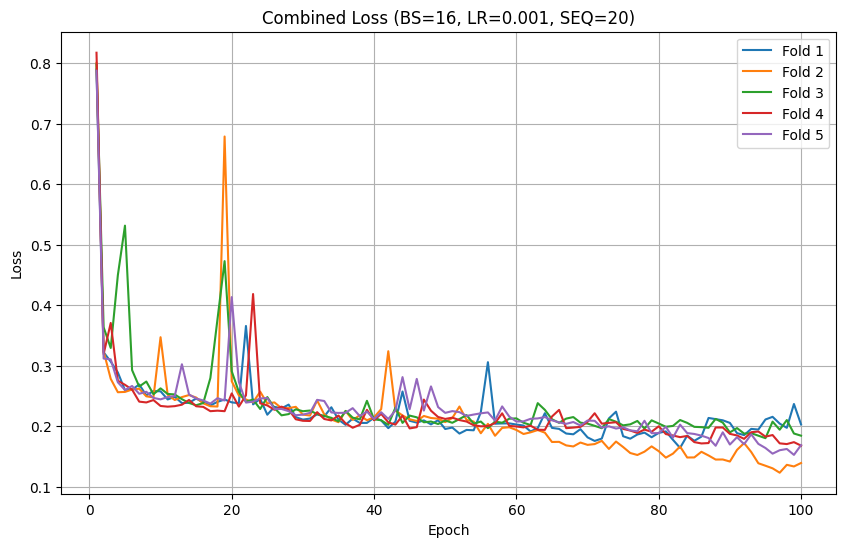 Combined Loss (BS=16, LR=0.001, SEQ=20)
Fold 1
Fold 2
Fold 3
Fold 4
Fold 5
Loss
0.8
0.7
0.6
0.5
0.4
0.3
0.2
0.1
0
20
40
60
80
100
Epoch